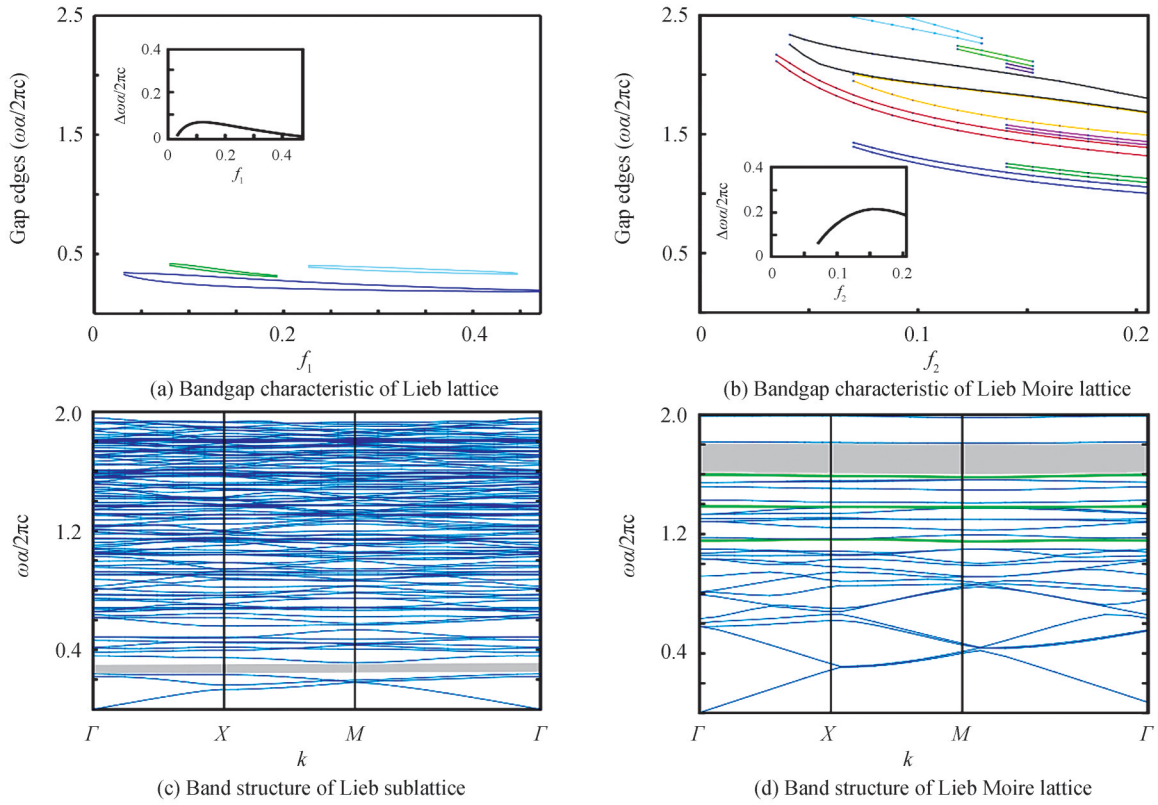 2.5
1.5
0.5
Gap edges (ωa/2πc)
0
0.2
0.4
f₁
0.4
0.2
0
Δωa/2πc
0
0.2
0.4
f₁
(a) Bandgap characteristic of Lieb lattice
2.5
1.5
0.5
Gap edges (ωa/2πc)
0
0.1
0.2
f₂
0.4
0.2
0
Δωa/2πc
0
0.1
0.2
f₂
(b) Bandgap characteristic of Lieb Moire lattice
2.0
1.2
0.4
ωa/2πc
Γ X M Γ
k
(c) Band structure of Lieb sublattice
2.0
1.2
0.4
ωa/2πc
Γ X M Γ
k
(d) Band structure of Lieb Moire lattice